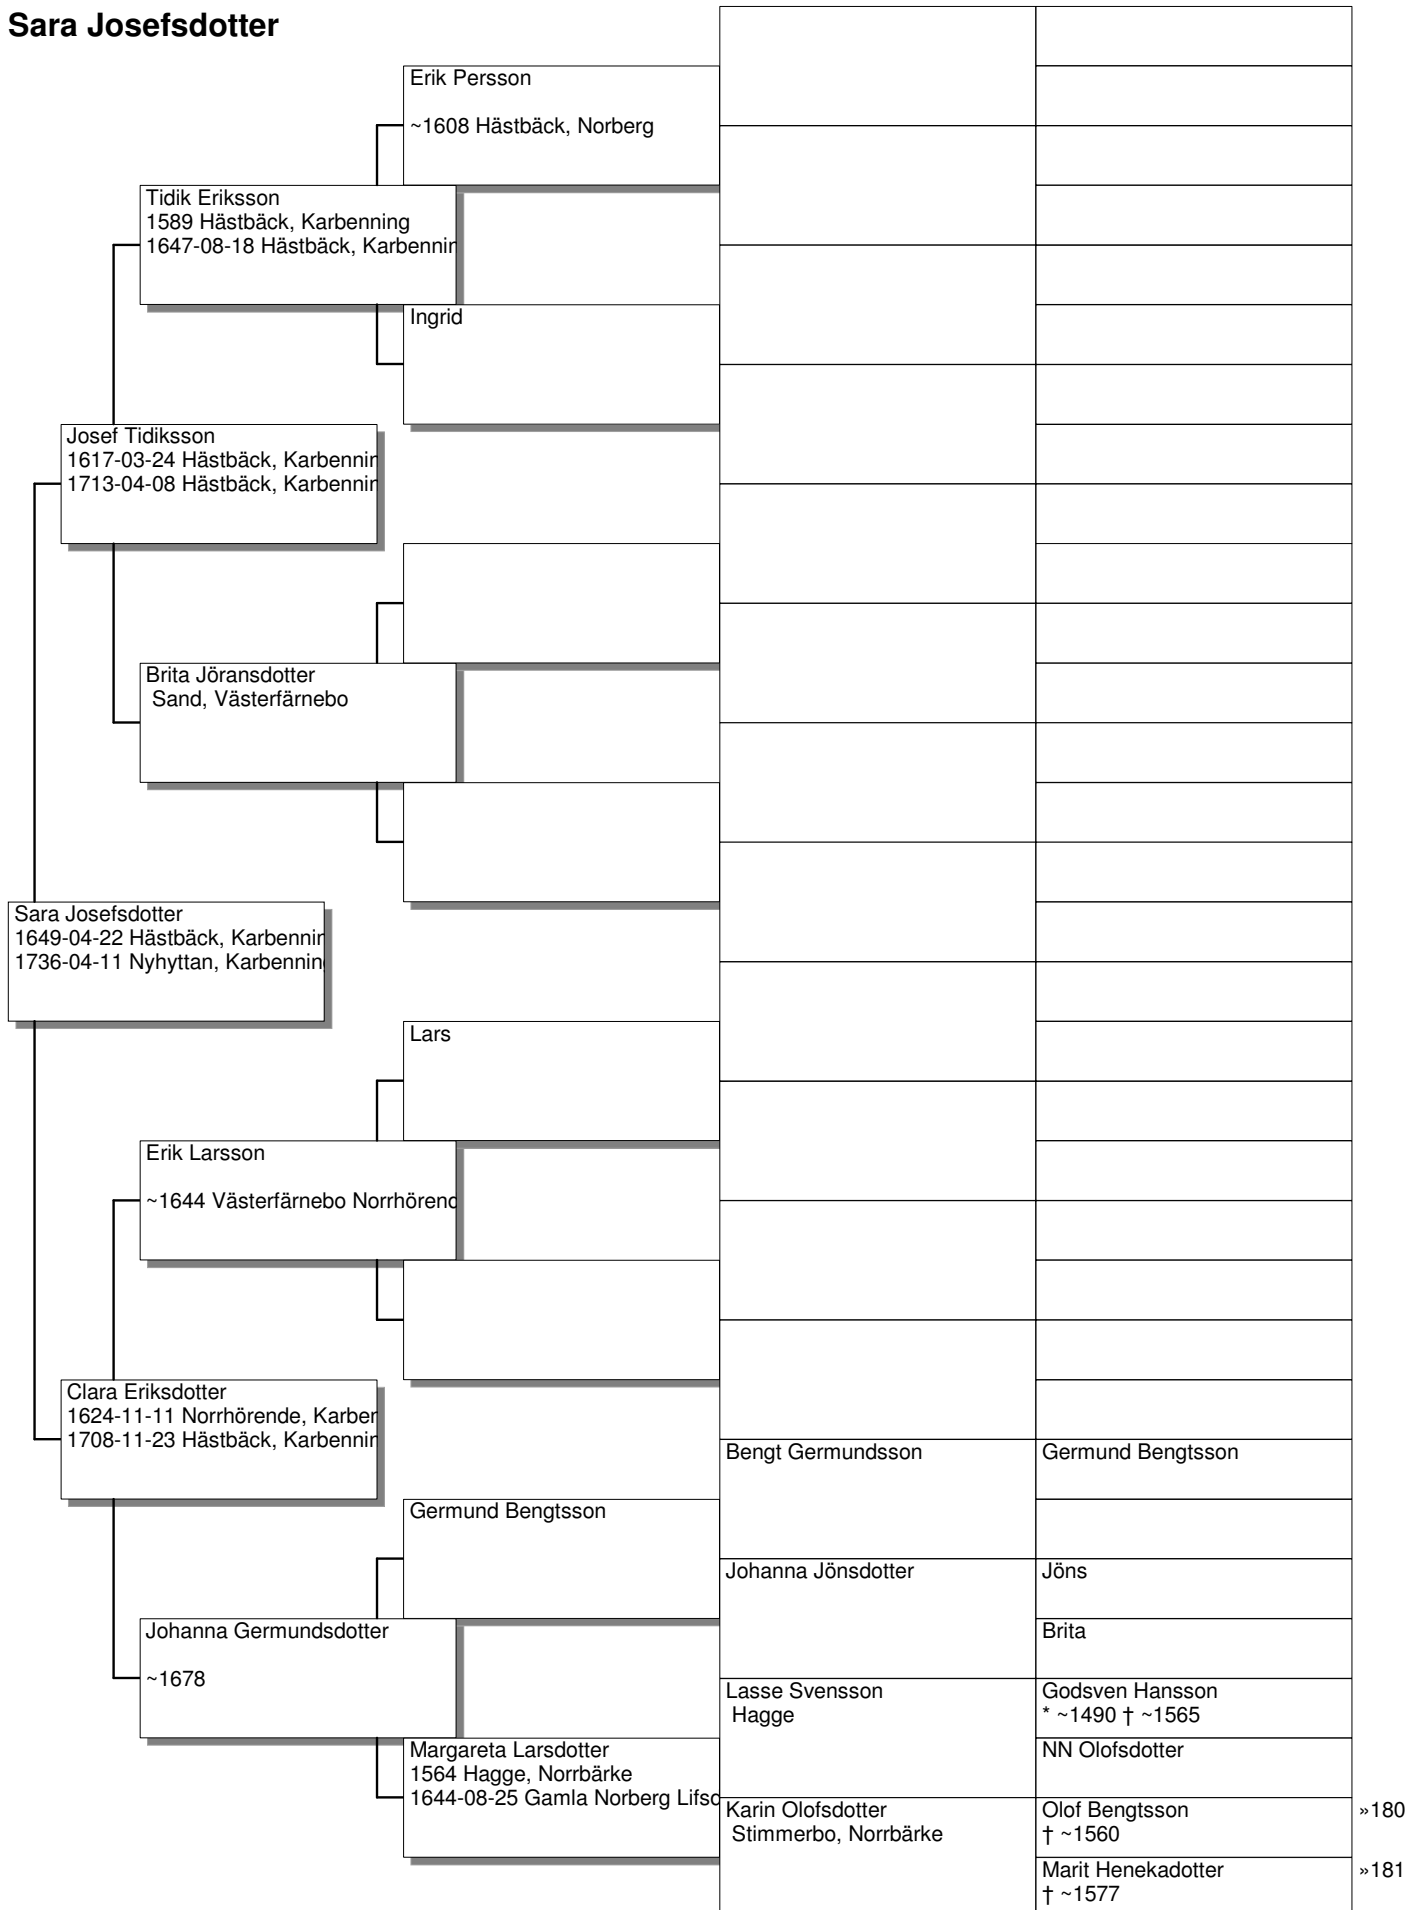 Sara Josefsdotter
Erik Persson
~1608 Hästbäck, Norberg
Tidik Eriksson
1589 Hästbäck, Karbenning
1647-08-18 Hästbäck, Karbennin
Ingrid
Josef Tidiksson
1617-03-24 Hästbäck, Karbennin
1713-04-08 Hästbäck, Karbennin
Brita Jöransdotter
Sand, Västerfärnebo
Sara Josefsdotter
1649-04-22 Hästbäck, Karbennin
1736-04-11 Nyhyttan, Karbenning
Lars
Erik Larsson
~1644 Västerfärnebo Norrhörend
Clara Eriksdotter
1624-11-11 Norrhörende, Karben
1708-11-23 Hästbäck, Karbennin
Bengt Germundsson
Germund Bengtsson
Germund Bengtsson
Johanna Jönsdotter
Jöns
Johanna Germundsdotter
~1678
Brita
Lasse Svensson
Hagge
Godsven Hansson
* ~1490 † ~1565
Margareta Larsdotter
1564 Hagge, Norrbärke
1644-08-25 Gamla Norberg Lifsd
NN Olofsdotter
Karin Olofsdotter
Stimmerbo, Norrbärke
Olof Bengtsson
† ~1560
»180
Marit Henekadotter
† ~1577
»181